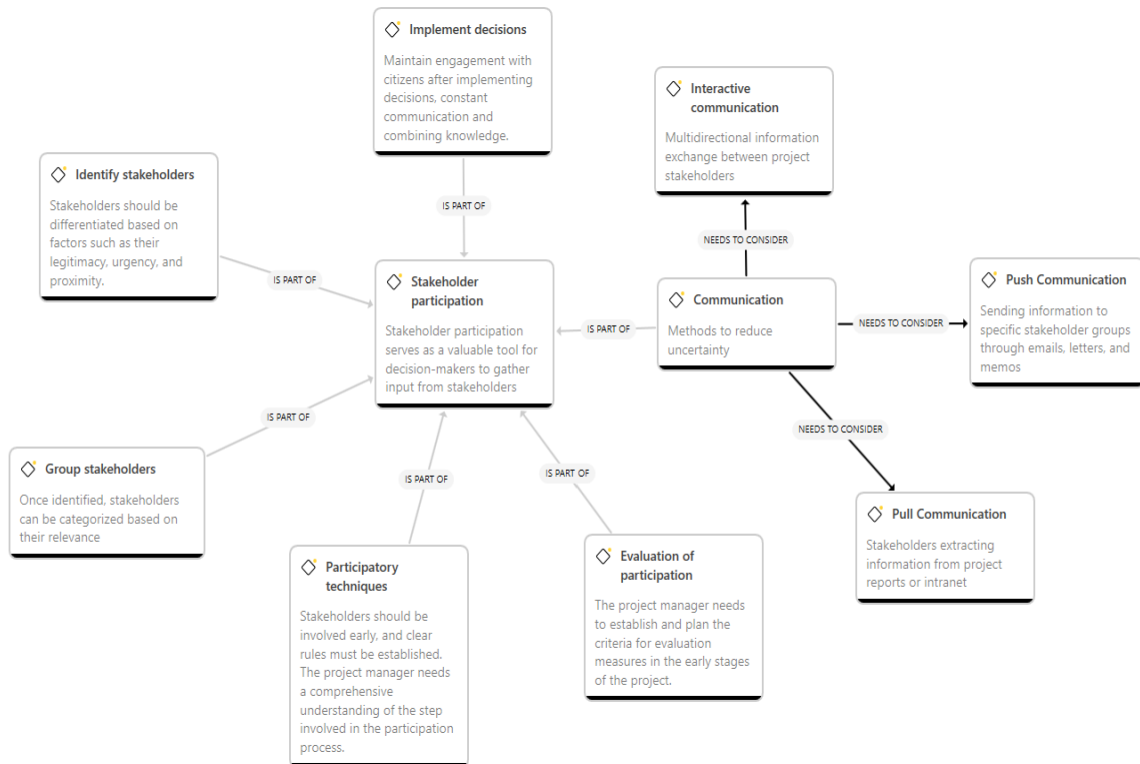 Implement decisions
Maintain engagement with
citizens after implementing
decisions, constant
communication and
combining knowledge.
Interactive
communication
Multidirectional information
exchange between project
stakeholders
Identify stakeholders
Stakeholders should be
differentiated based on
factors such as their
legitimacy, urgency, and
proximity.
IS PART OF
NEEDS TO CONSIDER
IS PART OF
Stakeholder
participation
Stakeholder participation
serves as a valuable tool for
decision-makers to gather
input from stakeholders
IS PART OF
Communication
Methods to reduce
uncertainty
NEEDS TO CONSIDER
Push Communication
Sending information to
specific stakeholder groups
through emails, letters, and
memos
IS PART OF
NEEDS TO CONSIDER
Group stakeholders
Once identified, stakeholders
can be categorized based on
their relevance
IS PART OF
IS PART OF
Pull Communication
Stakeholders extracting
information from project
reports or intranet
Participatory
techniques
Stakeholders should be
involved early, and clear
rules must be established.
The project manager needs
a comprehensive
understanding of the step
involved in the participation
process.
Evaluation of
participation
The project manager needs
to establish and plan the
criteria for evaluation
measures in the early stages
of the project.